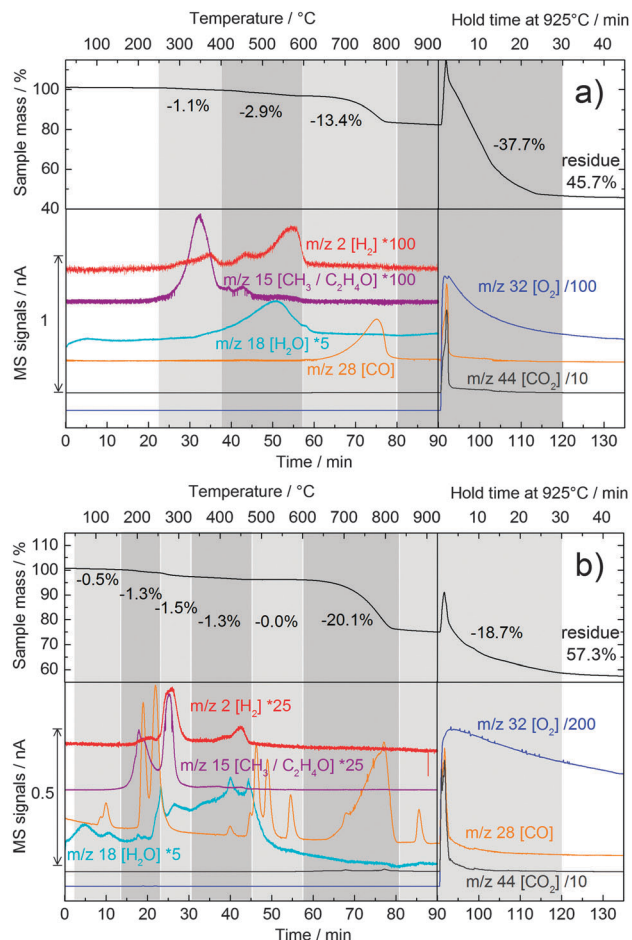 Temperature / °C Hold time at 925°C / min
100 200 300 400 500 600 700 800 900 10 20 30 40
Sample mass / %
100
80
60
40
a)
-1.1%
-2.9%
-13.4%
-37.7%
residue
45.7%
MS signals / nA
1
m/z 2 [H₂] *100
m/z 15 [CH₃ / C₂H₄O] *100
m/z 32 [O₂] /100
m/z 18 [H₂O] *5
m/z 28 [CO]
m/z 44 [CO₂] /10
0 10 20 30 40 50 60 70 80 90 100 110 120 130
Time / min Time / min
Temperature / °C Hold time at 925°C / min
100 200 300 400 500 600 700 800 900 10 20 30 40
Sample mass / %
110
100
90
80
70
60
b)
-0.5%
-1.3%
-1.5%
-1.3%
-0.0%
-20.1%
-18.7%
residue
57.3%
MS signals / nA
0.5
m/z 2 [H₂] *25
m/z 32 [O₂] /200
m/z 15 [CH₃ / C₂H₄O] *25
m/z 28 [CO]
m/z 18 [H₂O] *5
m/z 44 [CO₂] /10
0 10 20 30 40 50 60 70 80 90 100 110 120 130
Time / min Time / min